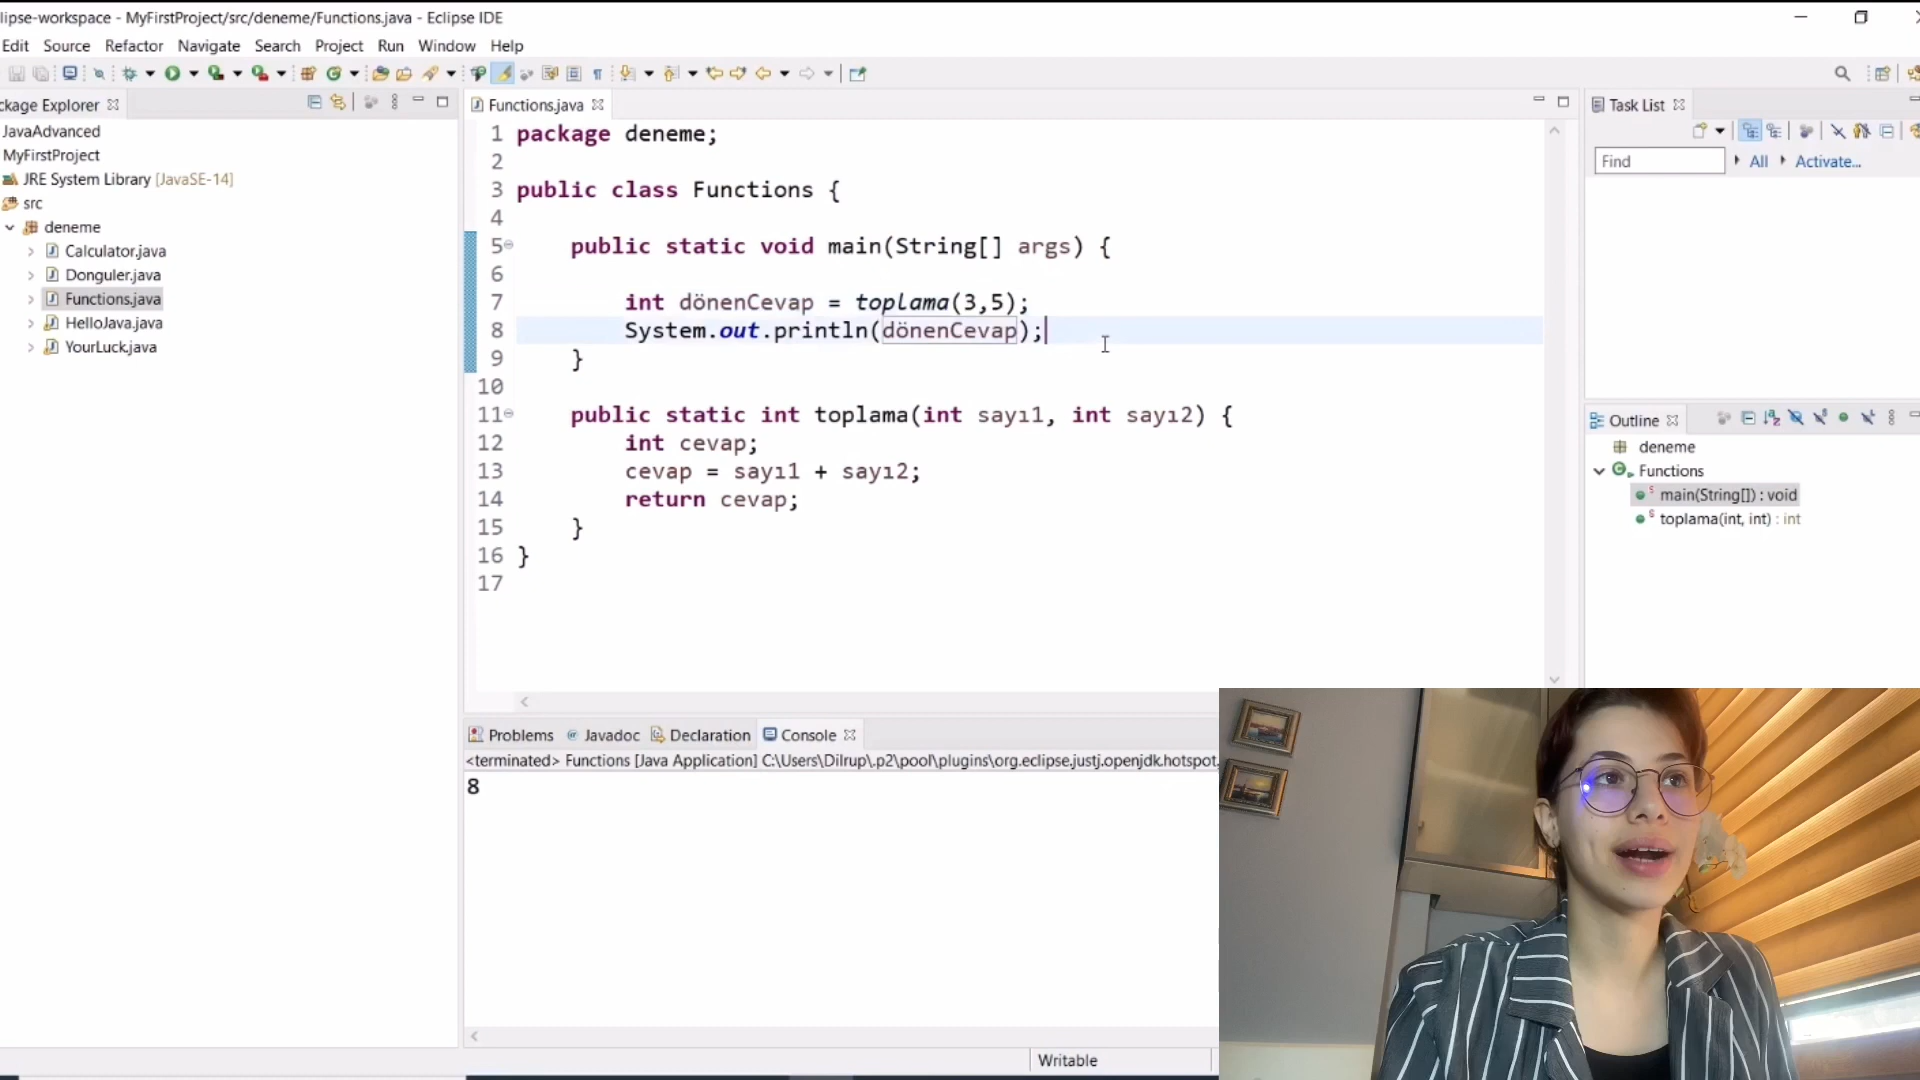 lipse-workspace - MyFirstProject/src/deneme/Functions.java - Eclipse IDE
Edit Source Refactor Navigate Search Project Run Window Help
ckage Explorer
JavaAdvanced
MyFirstProject
JRE System Library [JavaSE-14]
src
deneme
Calculator.java
Donguler.java
Functions.java
HelloJava.java
YourLuck.java
Functions.java
1 package deneme;
2
3 public class Functions {
4
5 public static void main(String[] args) {
6
7 int dönenCevap = toplama(3,5);
8 System.out.println(dönenCevap);
9 }
10
11 public static int toplama(int sayı1, int sayı2) {
12 int cevap;
13 cevap = sayı1 + sayı2;
14 return cevap;
15 }
16 }
17
Problems Javadoc Declaration Console
<terminated> Functions [Java Application] C:\Users\Dilrup\.p2\pool\plugins\org.eclipse.justj.openjdk.hotspot.
8
Writable
Task List
Find All Activate...
Outline
deneme
Functions
main(String[]) : void
toplama(int, int) : int